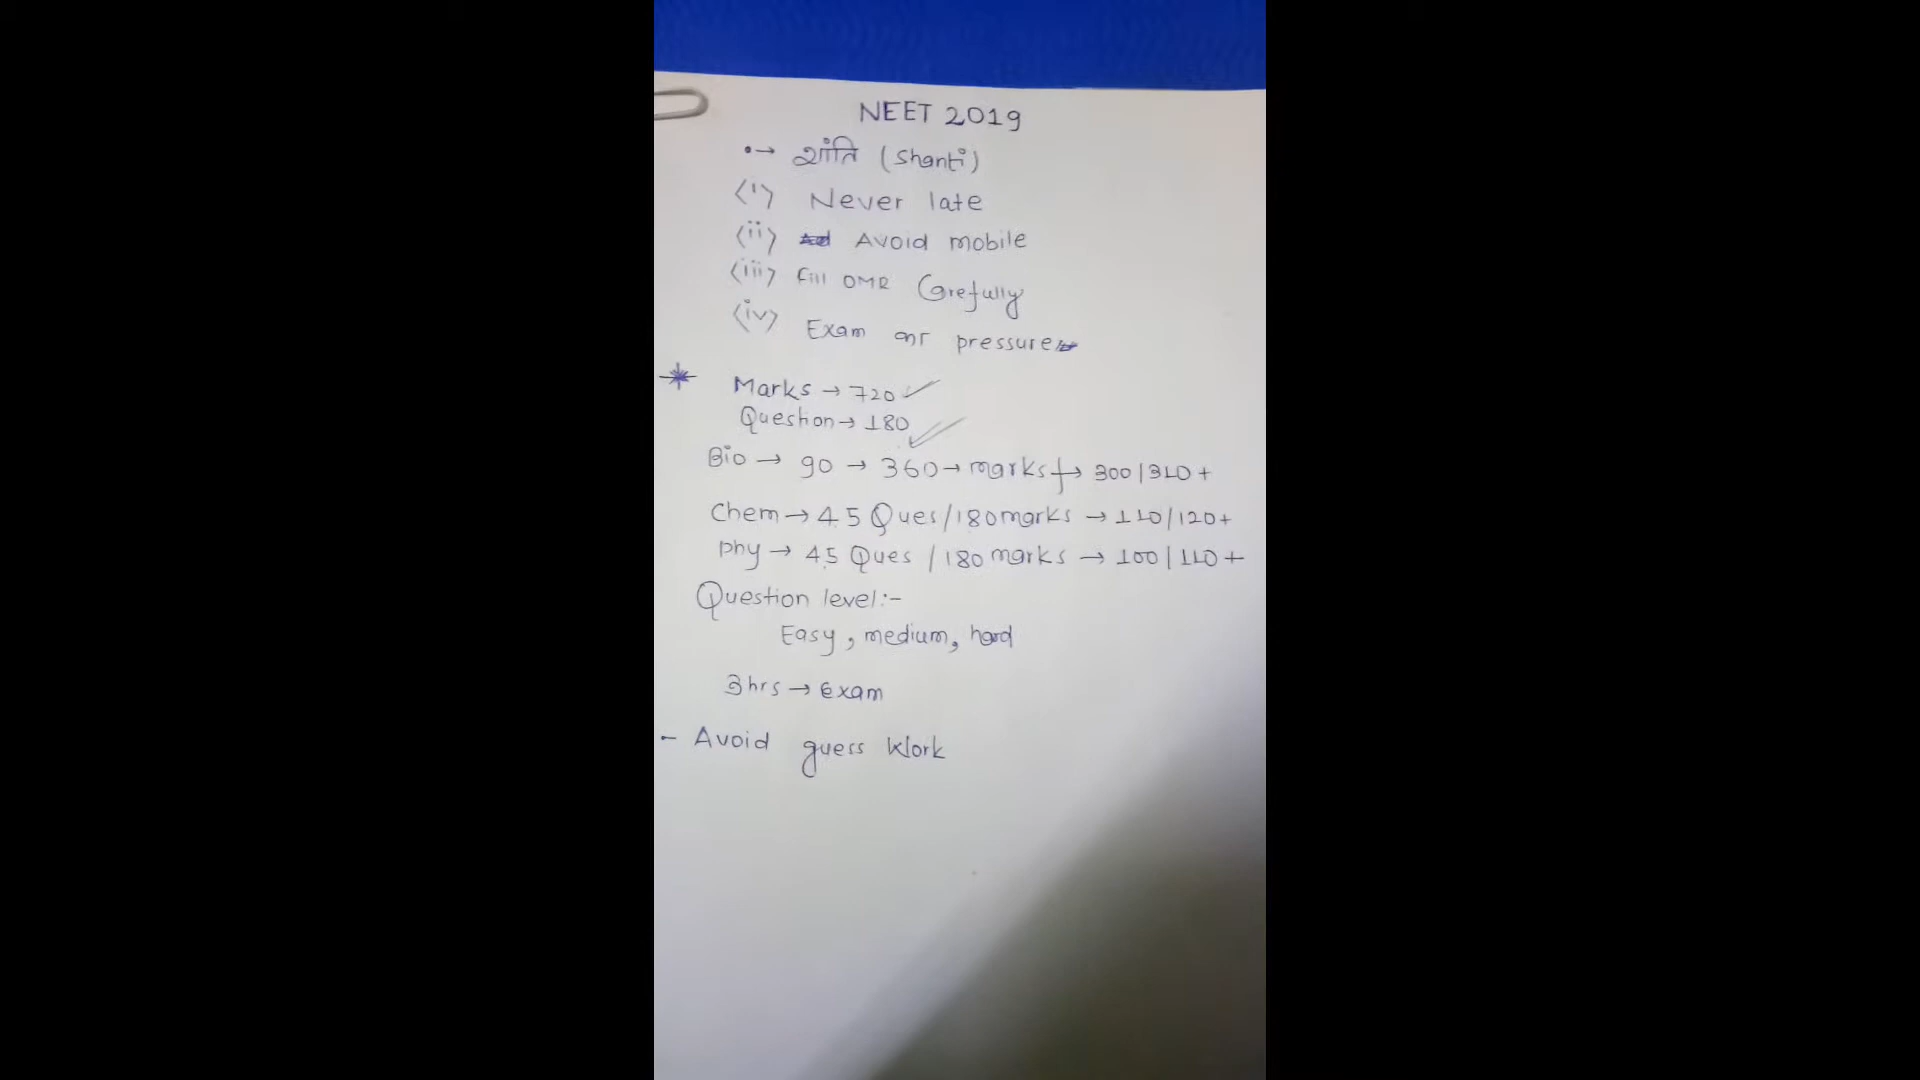 NEET 2019
•→ शांति (Shanti)
(i) Never late
(ii) Avoid mobile
(iii) Fill OMR Carefully
(iv) Exam का pressure
Marks → 720 ✓
Question → 180
Bio → 90 → 360 → marks → 300/310+
Chem → 45 Ques/180 marks → 110/120+
Phy → 45 Ques/180 marks → 100/110+
Question level:-
Easy, medium, hard
3hrs → Exam
- Avoid guess Work